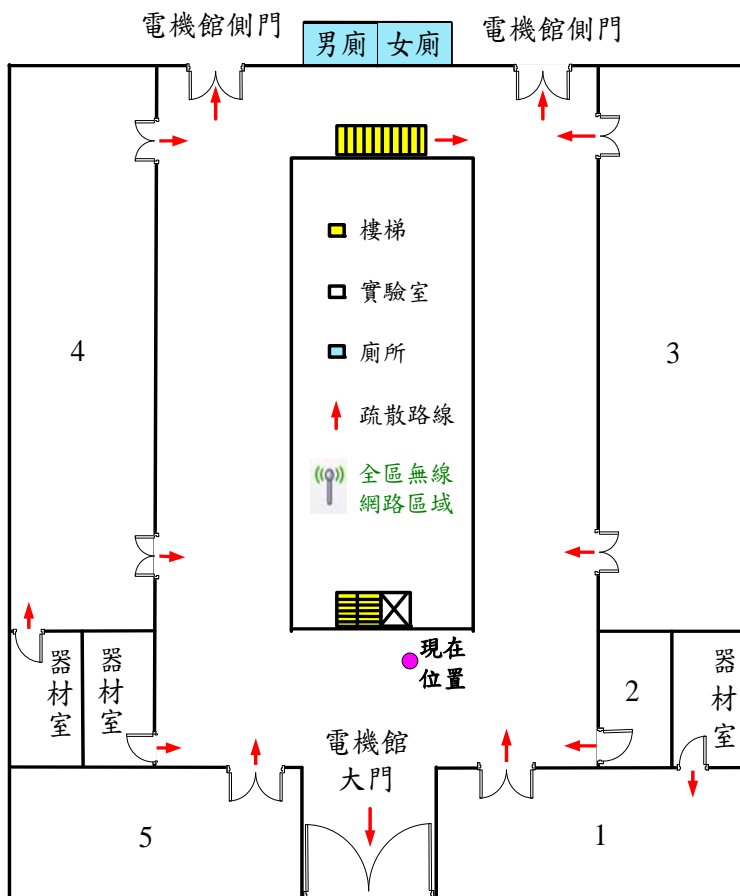 電機館側門
男廁
女廁
電機館側門
樓梯
實驗室
廁所
疏散路線
全區無線
網路區域
4
3
現在
位置
器材室
器材室
2
器材室
電機館
大門
5
1